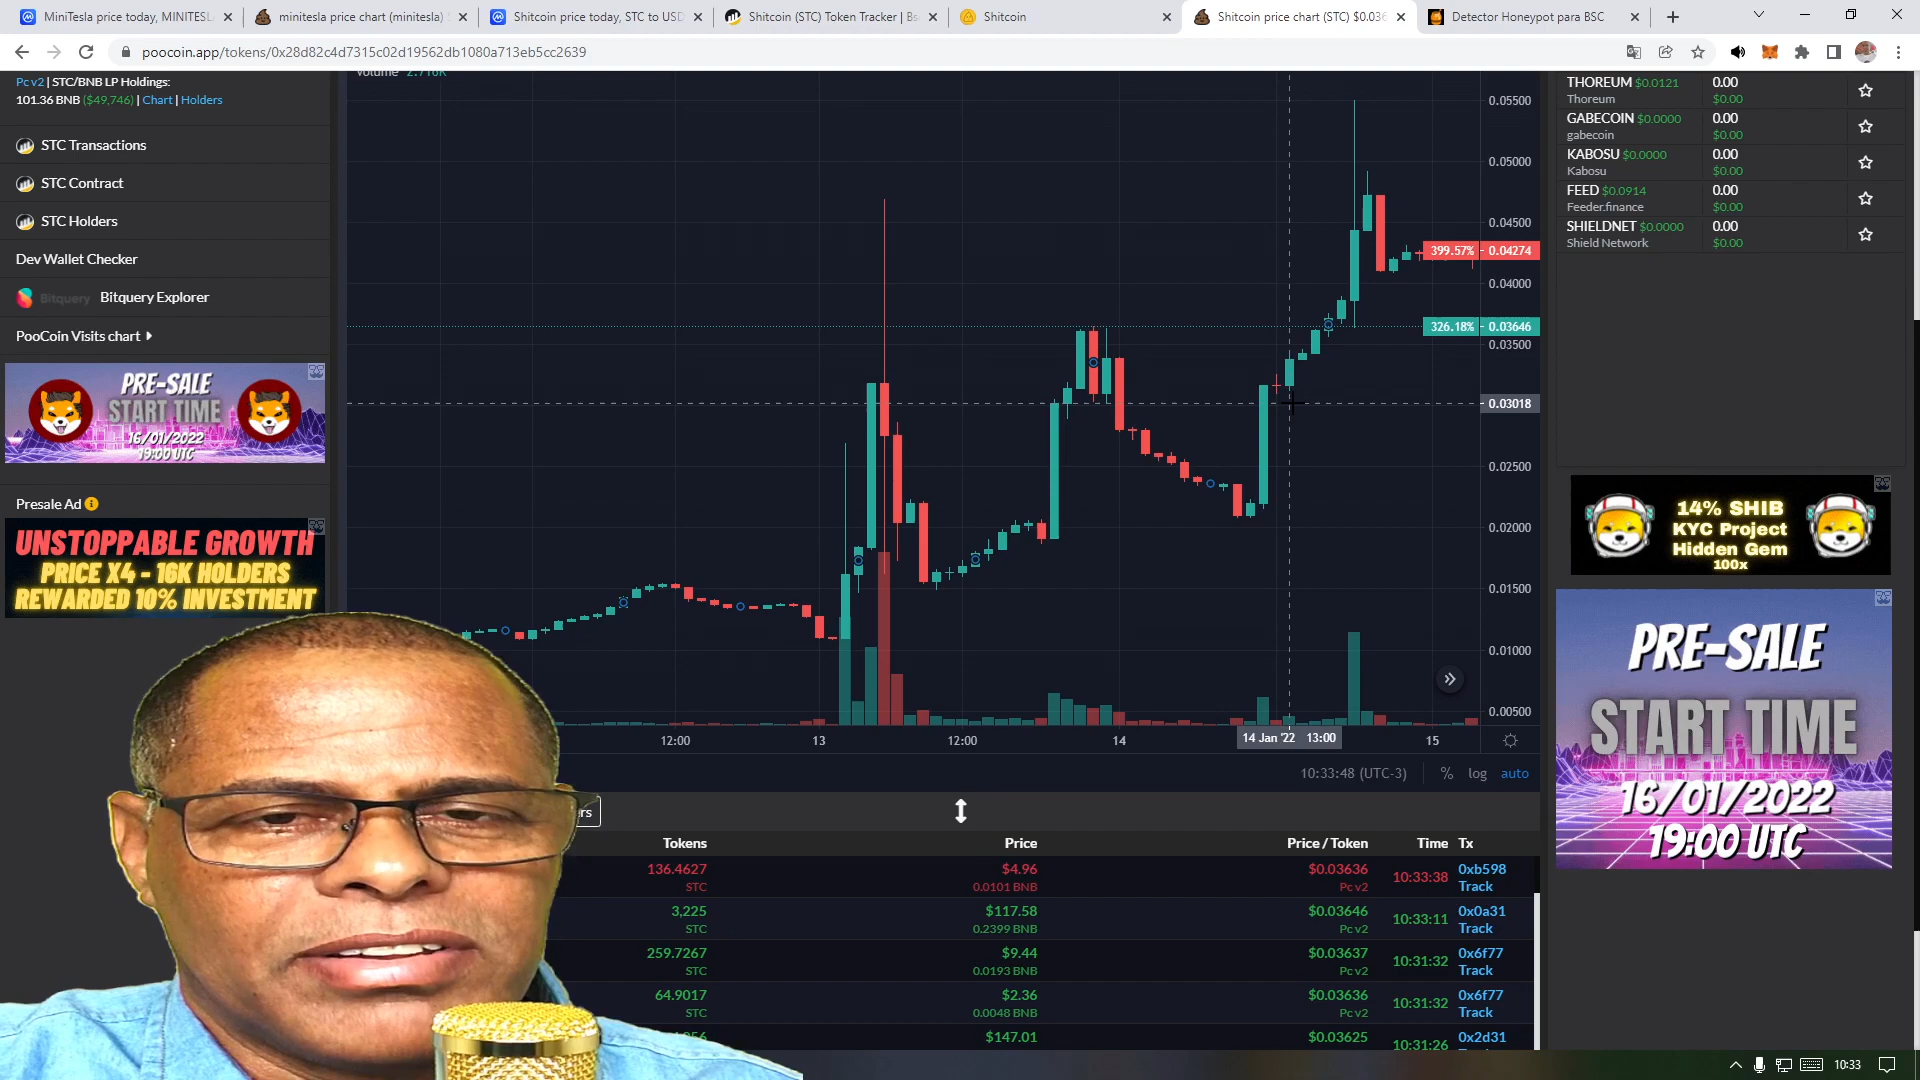 MiniTesla price today, MINITESLA
minitesla price chart (minitesla)
Shitcoin price today, STC to USD
Shitcoin (STC) Token Tracker | Bs
Shitcoin
Shitcoin price chart (STC) $0.036
Detector Honeypot para BSC
poocoin.app/tokens/0x28d82c4d7315c02d19562db1080a713eb5cc2639
Pc v2 | STC/BNB LP Holdings:
101.36 BNB ($49,746) | Chart | Holders
STC Transactions
STC Contract
STC Holders
Dev Wallet Checker
Bitquery Bitquery Explorer
PooCoin Visits chart
PRE-SALE
START TIME
16/01/2022
19:00 UTC
Presale Ad
UNSTOPPABLE GROWTH
PRICE X4 - 16K HOLDERS
REWARDED 10% INVESTMENT
Volume 2.716K
0.05500
0.05000
0.04500
399.57% 0.04274
0.04000
326.18% 0.03646
0.03500
0.03018
0.02500
0.02000
0.01500
0.01000
0.00500
12:00
13
12:00
14
14 Jan '22 13:00
15
10:33:48 (UTC-3)
%
log
auto
Tokens Price Price / Token Time Tx
136.4627 $4.96 $0.03636 10:33:38 0xb598
STC 0.0101 BNB Pc v2 Track
3,225 $117.58 $0.03646 10:33:11 0x0a31
STC 0.2399 BNB Pc v2 Track
259.7267 $9.44 $0.03637 10:31:32 0x6f77
STC 0.0193 BNB Pc v2 Track
64.9017 $2.36 $0.03636 10:31:32 0x6f77
STC 0.0048 BNB Pc v2 Track
$147.01 $0.03625 10:31:26 0x2d31
THOREUM $0.0121 0.00
Thoreum $0.00
GABECOIN $0.0000 0.00
gabecoin $0.00
KABOSU $0.0000 0.00
Kabosu $0.00
FEED $0.0914 0.00
Feeder.finance $0.00
SHIELDNET $0.0000 0.00
Shield Network $0.00
14% SHIB
KYC Project
Hidden Gem
100x
PRE-SALE
START TIME
16/01/2022
19:00 UTC
10:33